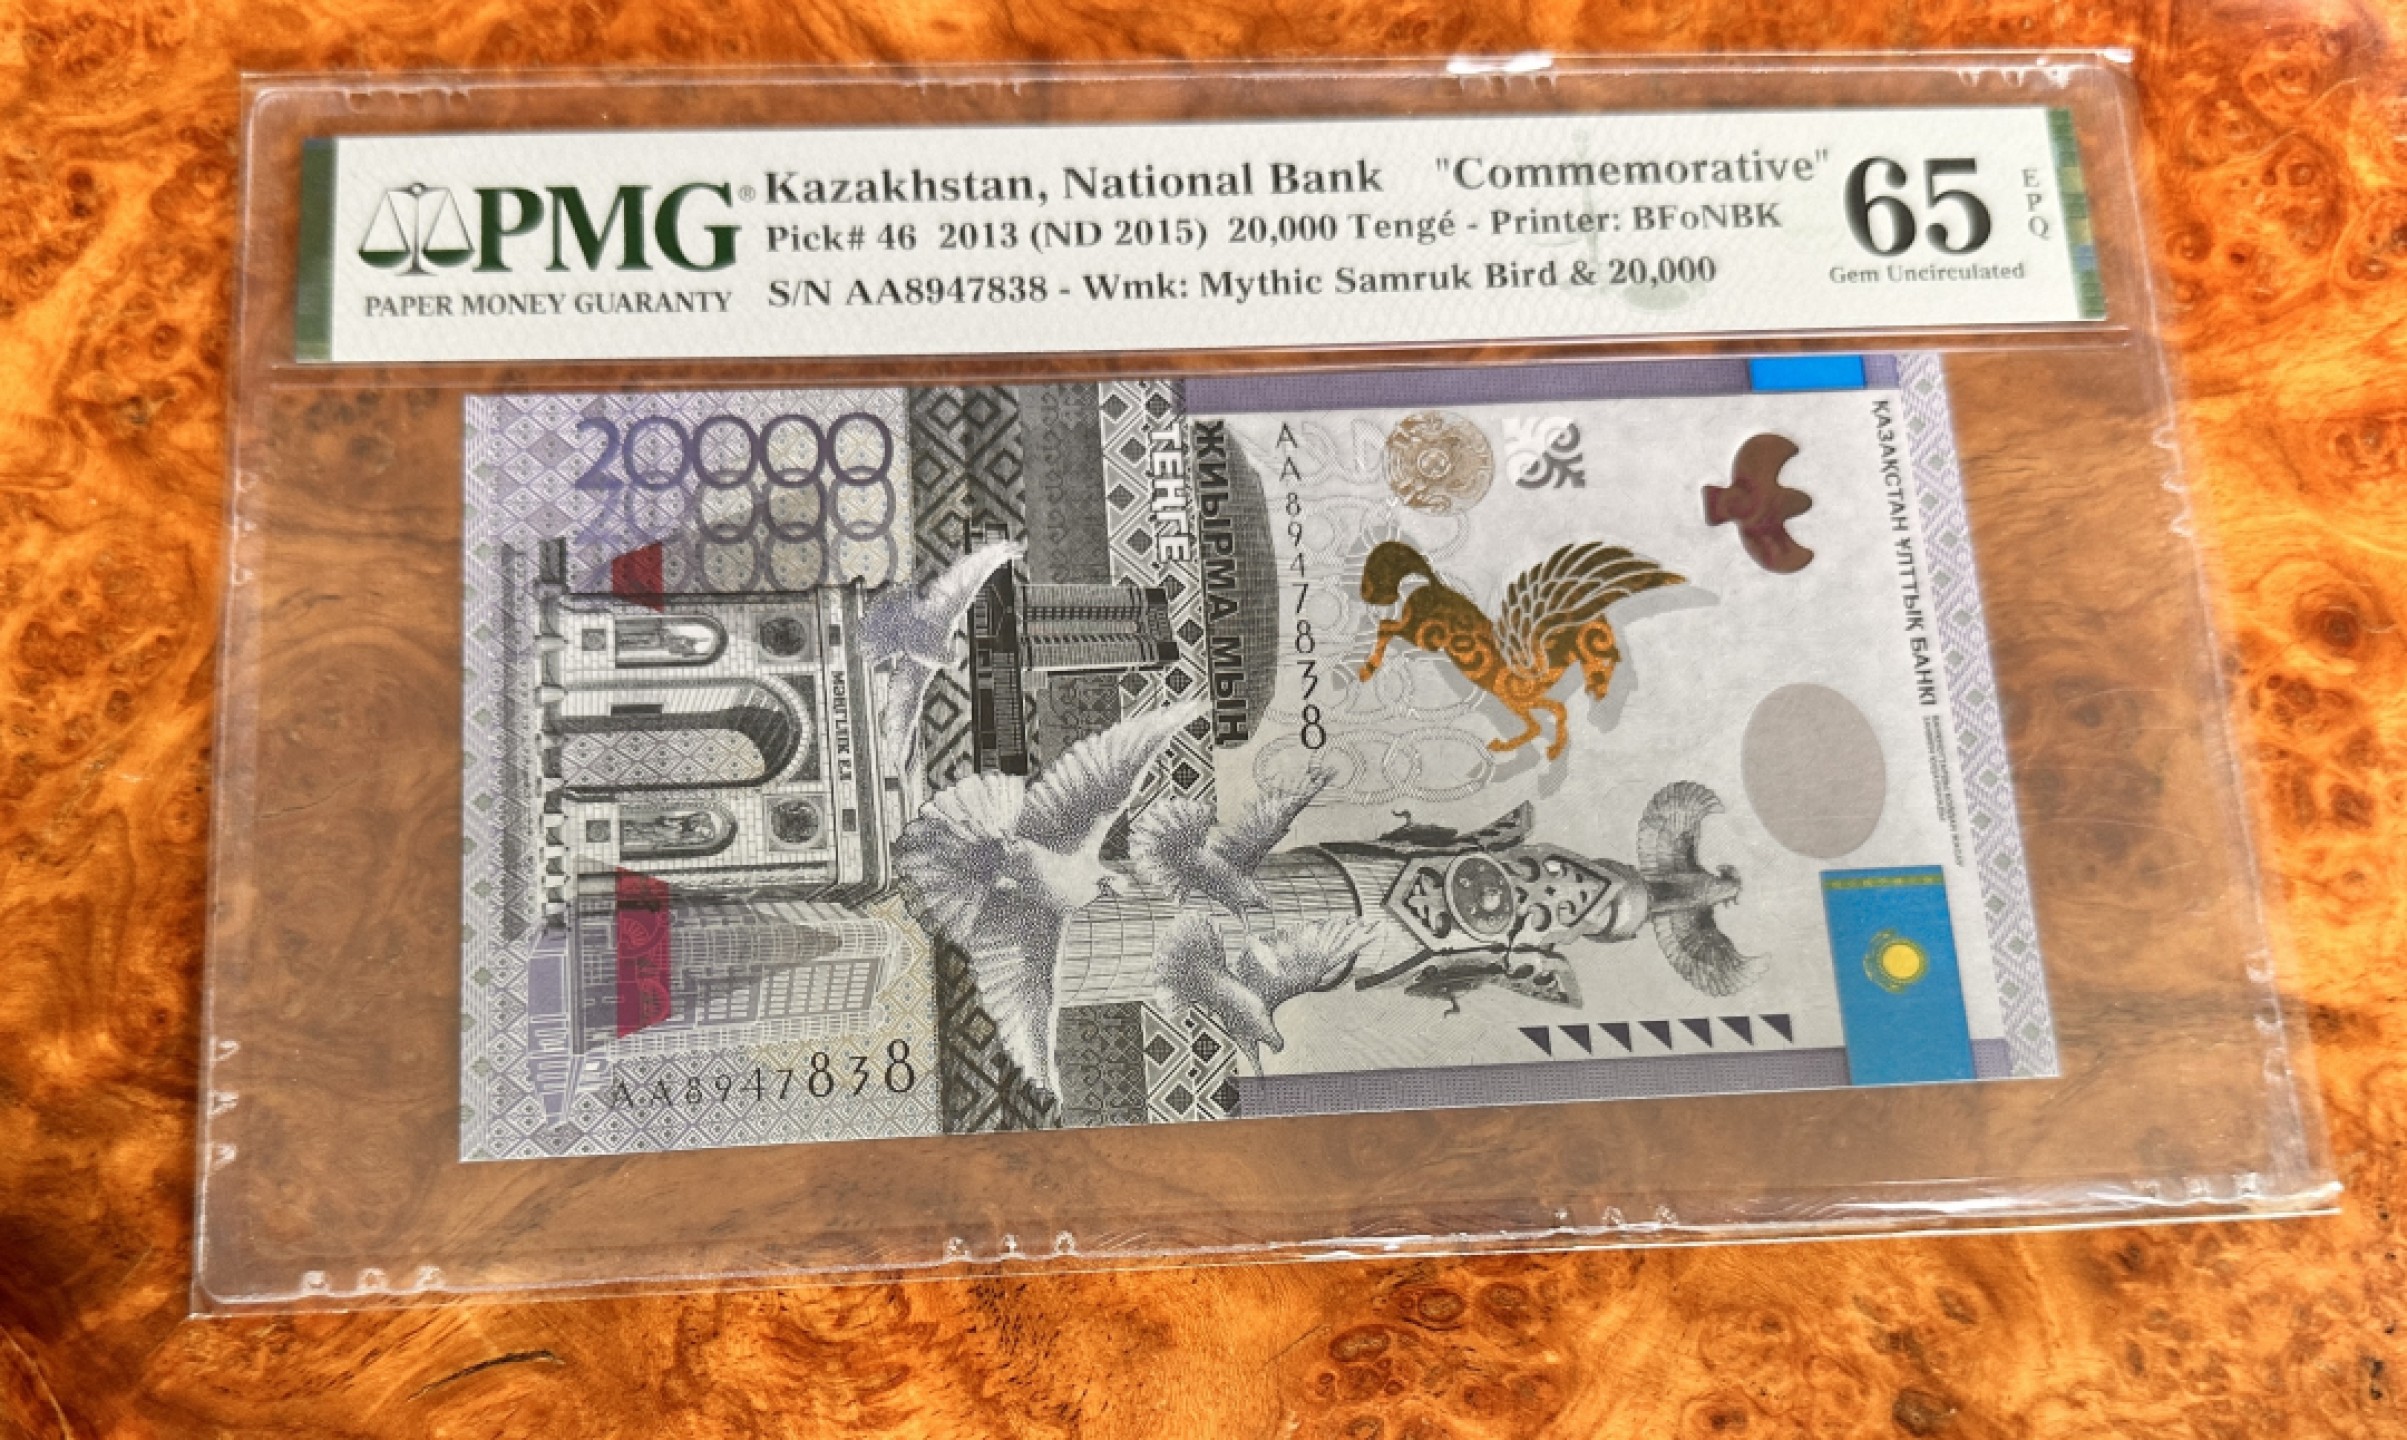 PMG® Kazakhstan, National Bank "Commemorative" 65 EPQ
Pick# 46 2013 (ND 2015) 20,000 Tengé - Printer: BFoNBK
PAPER MONEY GUARANTY S/N AA8947838 - Wmk: Mythic Samruk Bird & 20,000 Gem Uncirculated
20000
ТЕҢГЕ
ЖИЫРМА МЫҢ
AA8947838
ҚАЗАҚСТАН ҰЛТТЫҚ БАНКІ
МӘҢГІЛІК ЕЛ
AA8947838